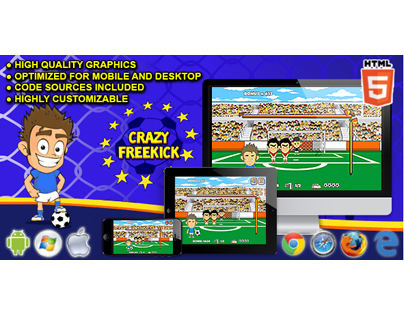 • HIGH QUALITY GRAPHICS
• OPTIMIZED FOR MOBILE AND DESKTOP
• CODE SOURCES INCLUDED
• HIGHLY CUSTOMIZABLE
HTML
5
CRAZY
FREEKICK